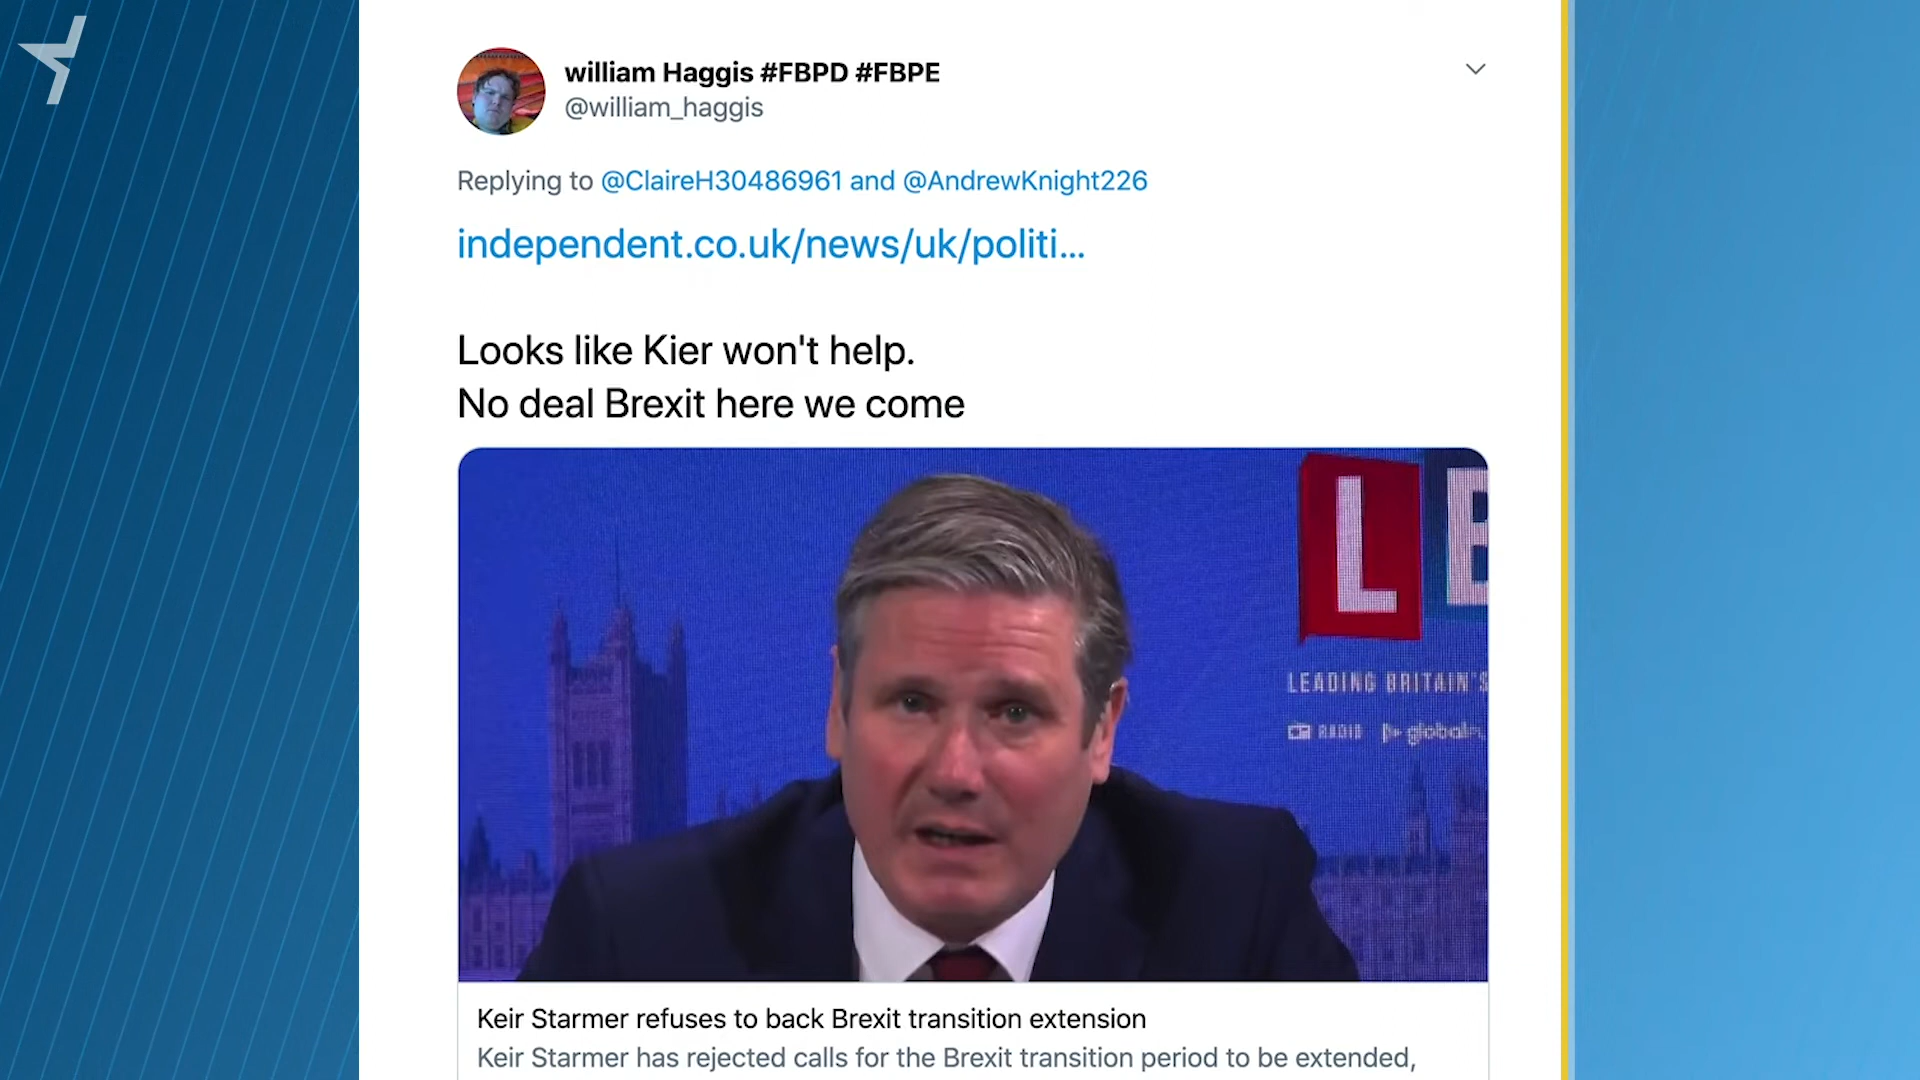 william Haggis #FBPD #FBPE
@william_haggis
Replying to @ClaireH30486961 and @AndrewKnight226
independent.co.uk/news/uk/politi...
Looks like Kier won't help.
No deal Brexit here we come
L
LEADING BRITAIN'S
RADIO global
Keir Starmer refuses to back Brexit transition extension
Keir Starmer has rejected calls for the Brexit transition period to be extended,